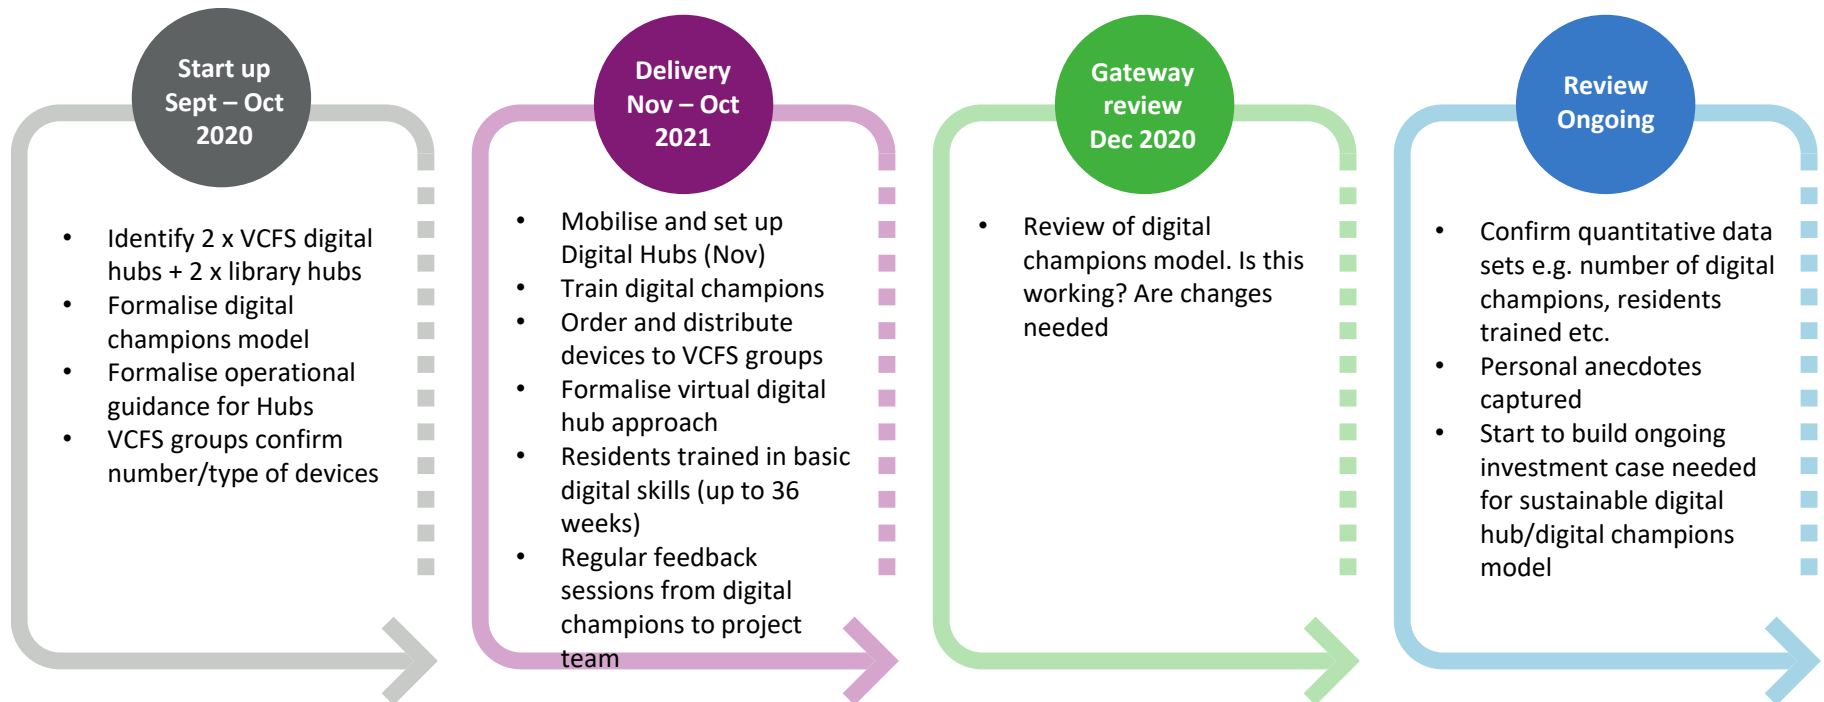 Start up
Sept – Oct
2020
• Identify 2 x VCFS digital
hubs + 2 x library hubs
• Formalise digital
champions model
• Formalise operational
guidance for Hubs
• VCFS groups confirm
number/type of devices
Delivery
Nov – Oct
2021
• Mobilise and set up
Digital Hubs (Nov)
• Train digital champions
• Order and distribute
devices to VCFS groups
• Formalise virtual digital
hub approach
• Residents trained in basic
digital skills (up to 36
weeks)
• Regular feedback
sessions from digital
champions to project
team
Gateway
review
Dec 2020
• Review of digital
champions model. Is this
working? Are changes
needed
Review
Ongoing
• Confirm quantitative data
sets e.g. number of digital
champions, residents
trained etc.
• Personal anecdotes
captured
• Start to build ongoing
investment case needed
for sustainable digital
hub/digital champions
model